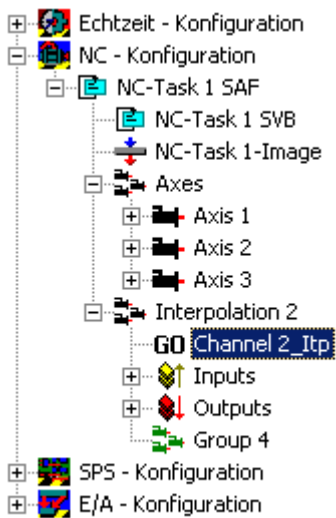 Echtzeit - Konfiguration
NC - Konfiguration
NC-Task 1 SAF
NC-Task 1 SVB
NC-Task 1-Image
Axes
Axis 1
Axis 2
Axis 3
Interpolation 2
GO Channel 2_Itp
Inputs
Outputs
Group 4
SPS - Konfiguration
E/A - Konfiguration